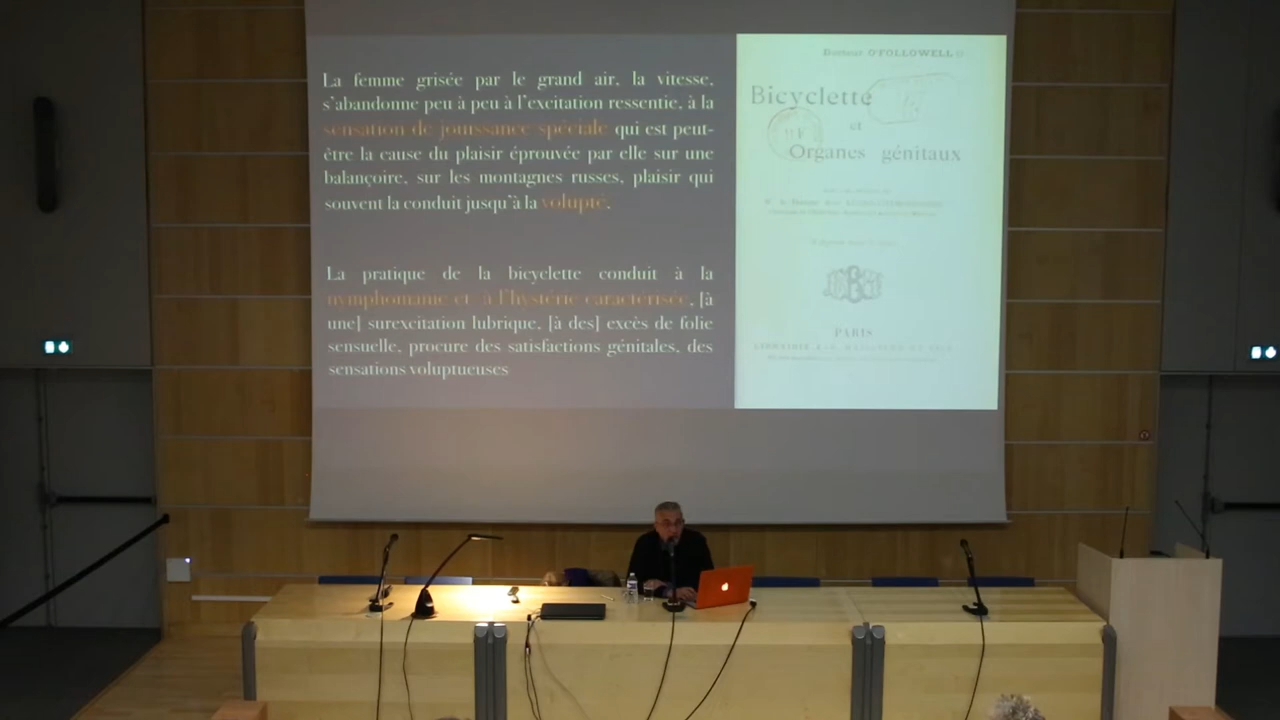 La femme grisée par le grand air, la vitesse,
s'abandonne peu à peu à l'excitation ressentie, à la
sensation de jouissance spéciale qui est peut-
être la cause du plaisir éprouvée par elle sur une
balançoire, sur les montagnes russes, plaisir qui
souvent la conduit jusqu'à la volupté.
La pratique de la bicyclette conduit à la
nymphomanie et à l'hystérie caractérisée, [à
une] surexcitation lubrique, [à des] excès de folie
sensuelle, procure des satisfactions génitales, des
sensations voluptueuses
Docteur O'FOLLOWELL
Bicyclette
et
Organes génitaux
PARIS